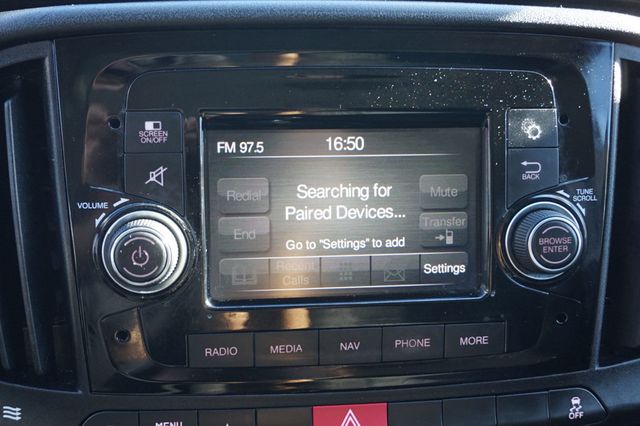 SCREEN
ON/OFF
FM 97.5
16:50
BACK
VOLUME
TUNE
SCROLL
Redial
Searching for
Paired Devices...
Mute
End
Go to "Settings" to add
Transfer
Recent
Calls
Settings
BROWSE
ENTER
RADIO
MEDIA
NAV
PHONE
MORE
MENU
OFF